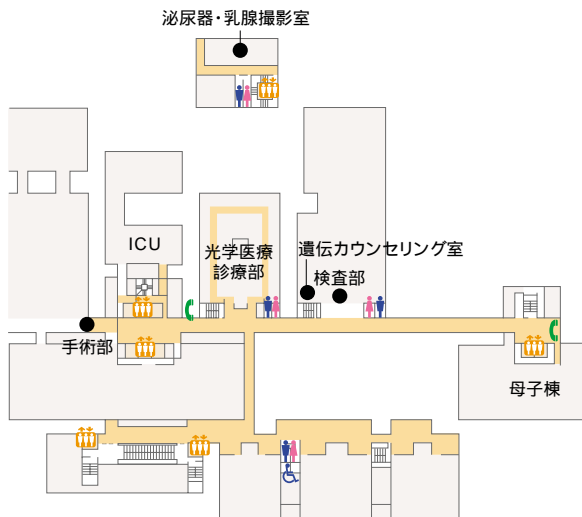 泌尿器・乳腺撮影室
ICU
光学医療
診療部
遺伝カウンセリング室
検査部
手術部
母子棟